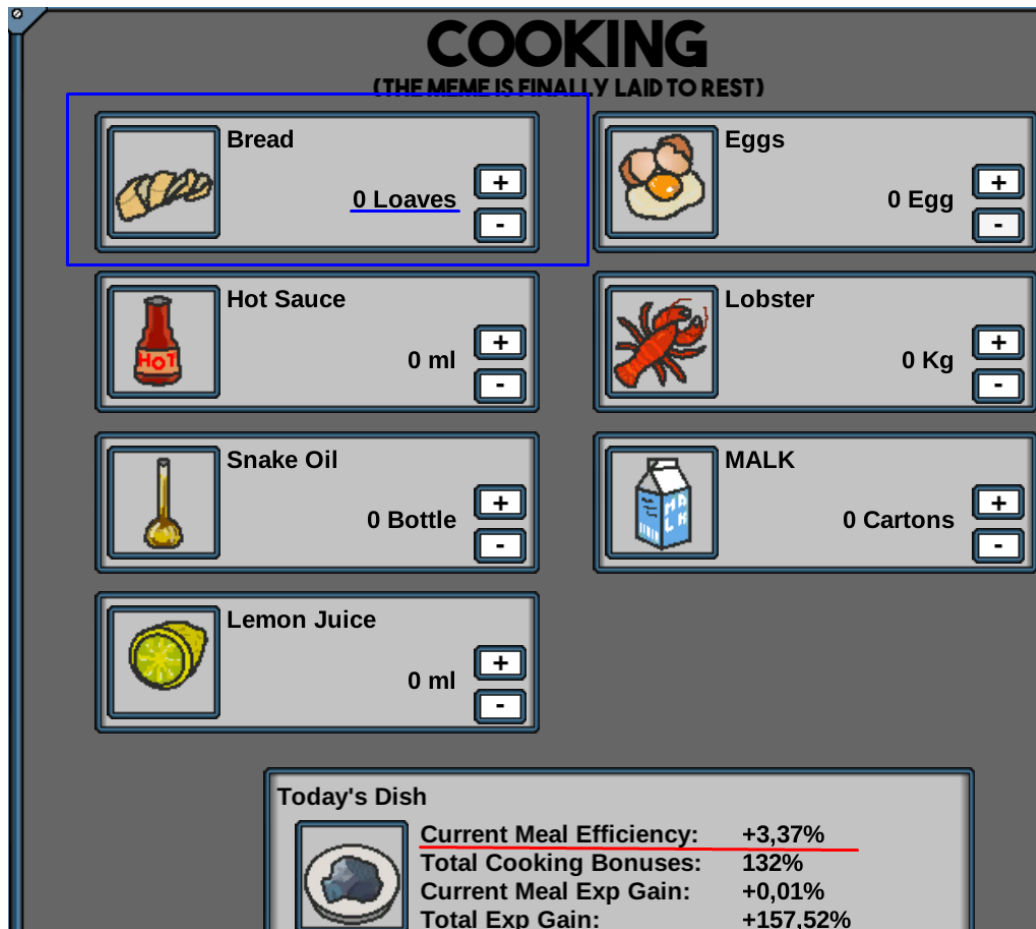 COOKING
(THE MEME IS FINALLY LAID TO REST)
Bread
0 Loaves
+
-
Eggs
0 Egg
+
-
Hot Sauce
HOT
0 ml
+
-
Lobster
0 Kg
+
-
Snake Oil
0 Bottle
+
-
MALK
MALK
0 Cartons
+
-
Lemon Juice
0 ml
+
-
Today's Dish
Current Meal Efficiency: +3,37%
Total Cooking Bonuses: 132%
Current Meal Exp Gain: +0,01%
Total Exp Gain: +157,52%